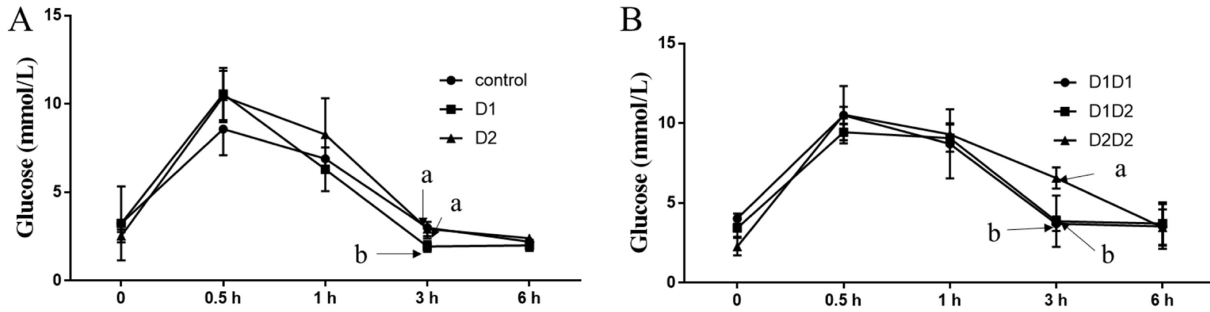 A
Glucose (mmol/L)
15
10
5
0
control
D1
D2
a
a
b
0
0.5 h
1 h
3 h
6 h
B
Glucose (mmol/L)
15
10
5
0
D1D1
D1D2
D2D2
a
b
b
0
0.5 h
1 h
3 h
6 h